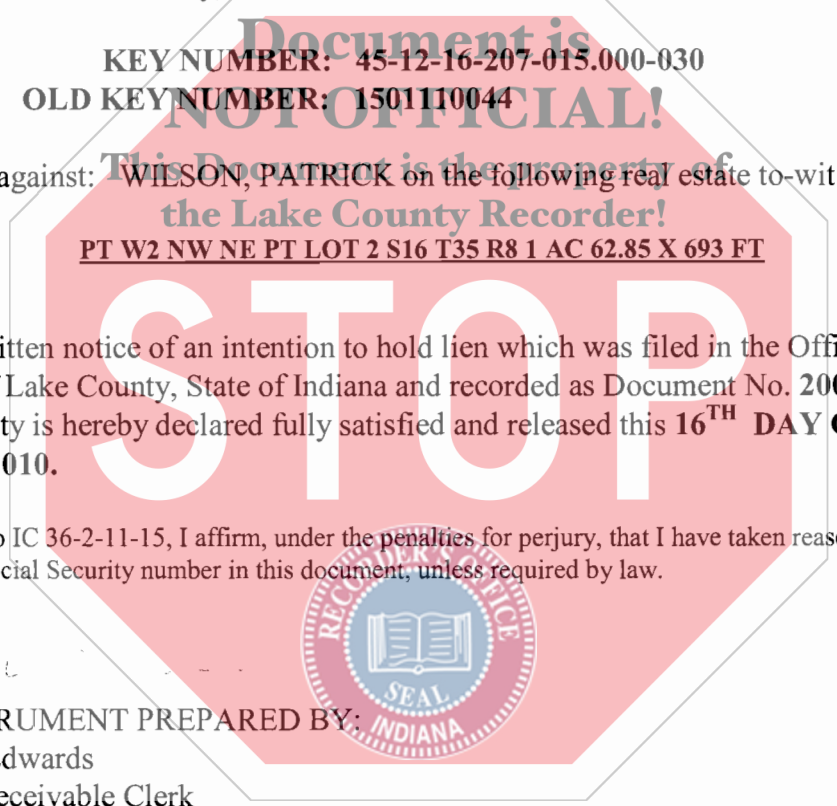 Document is
KEY NUMBER: 45-12-16-207-015.000-030
NOT OFFICIAL!
OLD KEY NUMBER: 1501110044
This Document is the property of
against: WILSON, PATRICK on the following real estate to-wit
the Lake County Recorder!
PT W2 NW NE PT LOT 2 S16 T35 R8 1 AC 62.85 X 693 FT
STOP
itten notice of an intention to hold lien which was filed in the Offi
Lake County, State of Indiana and recorded as Document No. 200
ty is hereby declared fully satisfied and released this 16TH DAY
010.
o IC 36-2-11-15, I affirm, under the penalties for perjury, that I have taken reas
cial Security number in this document, unless required by law.
RECORDER'S OFFICE
SEAL
INDIANA
RUMENT PREPARED BY:
dwards
eceivable Clerk